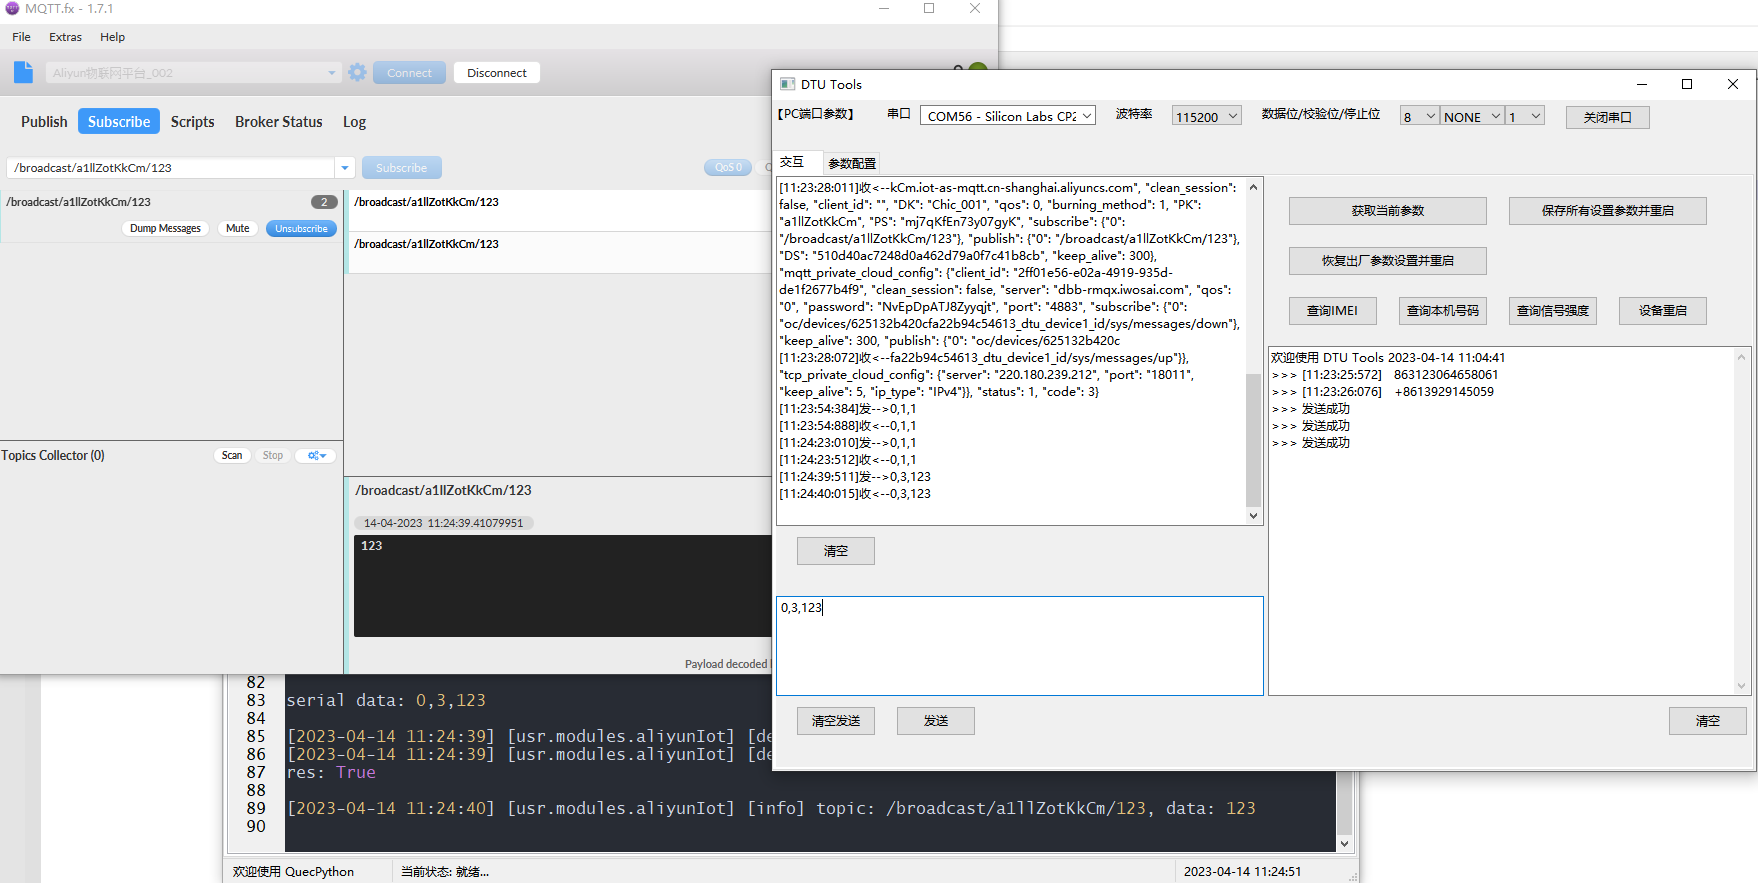 MQTT.fx - 1.7.1
File Extras Help
Aliyun物联网平台_002
Connect
Disconnect
Publish
Subscribe
Scripts
Broker Status
Log
/broadcast/a1llZotKkCm/123
Subscribe
QoS 0
/broadcast/a1llZotKkCm/123
2
Dump Messages
Mute
Unsubscribe
/broadcast/a1llZotKkCm/123
/broadcast/a1llZotKkCm/123
Topics Collector (0)
Scan
Stop
/broadcast/a1llZotKkCm/123
14-04-2023 11:24:39.41079951
123
Payload decoded
DTU Tools
【PC端口参数】
串口
COM56 - Silicon Labs CP2
波特率
115200
数据位/校验位/停止位
8
NONE
1
关闭串口
交互
参数配置
[11:23:28:011]收<--kCm.iot-as-mqtt.cn-shanghai.aliyuncs.com", "clean_session":
false, "client_id": "", "DK": "Chic_001", "qos": 0, "burning_method": 1, "PK":
"a1llZotKkCm", "PS": "mj7qKfEn73y07gyK", "subscribe": {"0":
"/broadcast/a1llZotKkCm/123"}, "publish": {"0": "/broadcast/a1llZotKkCm/123"},
"DS": "510d40ac7248d0a462d79a0f7c41b8cb", "keep_alive": 300},
"mqtt_private_cloud_config": {"client_id": "2ff01e56-e02a-4919-935d-
de1f2677b4f9", "clean_session": false, "server": "dbb-rmqx.iwosai.com", "qos":
"0", "password": "NvEpDpATJ8Zyyqjt", "port": "4883", "subscribe": {"0":
"oc/devices/625132b420cfa22b94c54613_dtu_device1_id/sys/messages/down"},
"keep_alive": 300, "publish": {"0": "oc/devices/625132b420c
[11:23:28:072]收<--fa22b94c54613_dtu_device1_id/sys/messages/up"}},
"tcp_private_cloud_config": {"server": "220.180.239.212", "port": "18011",
"keep_alive": 5, "ip_type": "IPv4"}}, "status": 1, "code": 3}
[11:23:54:384]发-->0,1,1
[11:23:54:888]收<--0,1,1
[11:24:23:010]发-->0,1,1
[11:24:23:512]收<--0,1,1
[11:24:39:511]发-->0,3,123
[11:24:40:015]收<--0,3,123
清空
0,3,123
清空发送
发送
获取当前参数
保存所有设置参数并重启
恢复出厂参数设置并重启
查询IMEI
查询本机号码
查询信号强度
设备重启
欢迎使用 DTU Tools 2023-04-14 11:04:41
>>> [11:23:25:572] 863123064658061
>>> [11:23:26:076] +8613929145059
>>> 发送成功
>>> 发送成功
>>> 发送成功
清空
82
83 serial data: 0,3,123
84
85 [2023-04-14 11:24:39] [usr.modules.aliyunIot] [de
86 [2023-04-14 11:24:39] [usr.modules.aliyunIot] [de
87 res: True
88
89 [2023-04-14 11:24:40] [usr.modules.aliyunIot] [info] topic: /broadcast/a1llZotKkCm/123, data: 123
90
欢迎使用 QuecPython
当前状态: 就绪...
2023-04-14 11:24:51